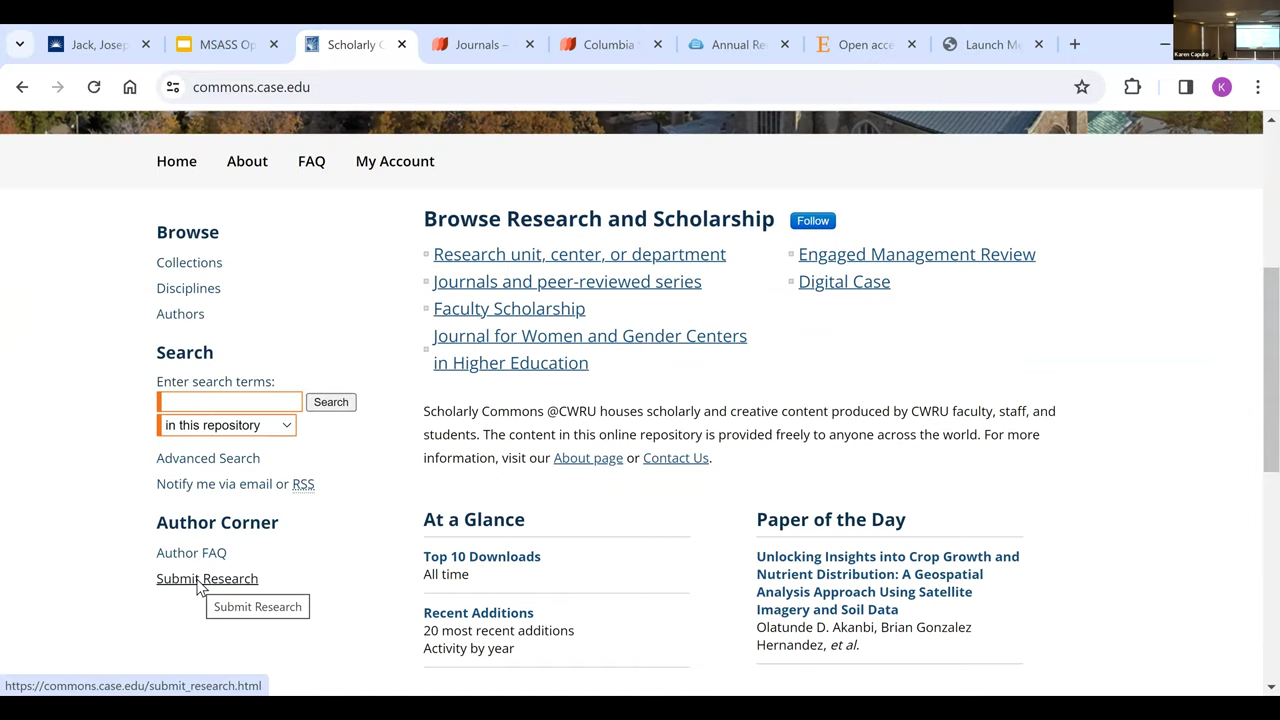 Jack, Josep
MSASS Op
Scholarly C
Journals –
Columbia
Annual Re
Open acce
Launch M
Karen Caputo
commons.case.edu
K
Home
About
FAQ
My Account
Browse
Collections
Disciplines
Authors
Search
Enter search terms:
Search
in this repository
Advanced Search
Notify me via email or RSS
Author Corner
Author FAQ
Submit Research
Submit Research
Browse Research and Scholarship
Follow
Research unit, center, or department
Journals and peer-reviewed series
Faculty Scholarship
Journal for Women and Gender Centers
in Higher Education
Engaged Management Review
Digital Case
Scholarly Commons @CWRU houses scholarly and creative content produced by CWRU faculty, staff, and
students. The content in this online repository is provided freely to anyone across the world. For more
information, visit our About page or Contact Us.
At a Glance
Top 10 Downloads
All time
Recent Additions
20 most recent additions
Activity by year
Paper of the Day
Unlocking Insights into Crop Growth and
Nutrient Distribution: A Geospatial
Analysis Approach Using Satellite
Imagery and Soil Data
Olatunde D. Akanbi, Brian Gonzalez
Hernandez, et al.
https://commons.case.edu/submit_research.html